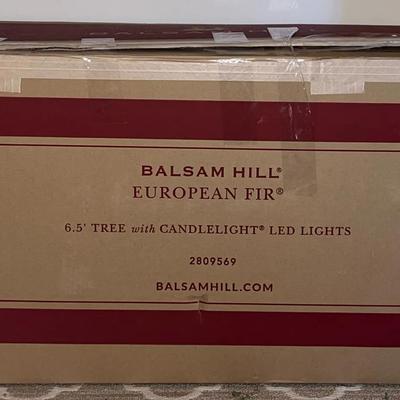 BALSAM HILL®
EUROPEAN FIR®
6.5' TREE with CANDLELIGHT® LED LIGHTS
2809569
BALSAMHILL.COM